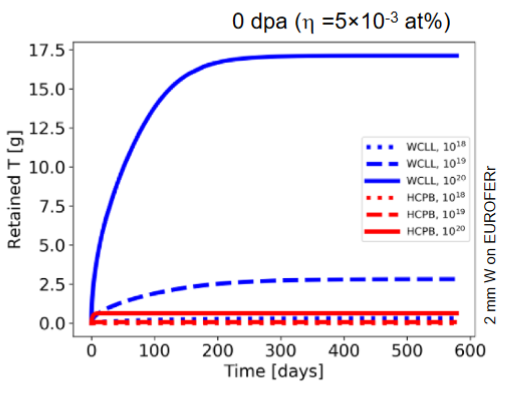 0 dpa (η =5×10⁻³ at%)
17.5
15.0
12.5
10.0
7.5
5.0
2.5
0.0
Retained T [g]
WCLL, 10¹⁸
WCLL, 10¹⁹
WCLL, 10²⁰
HCPB, 10¹⁸
HCPB, 10¹⁹
HCPB, 10²⁰
0 100 200 300 400 500 600
Time [days]
2 mm W on EUROFERr